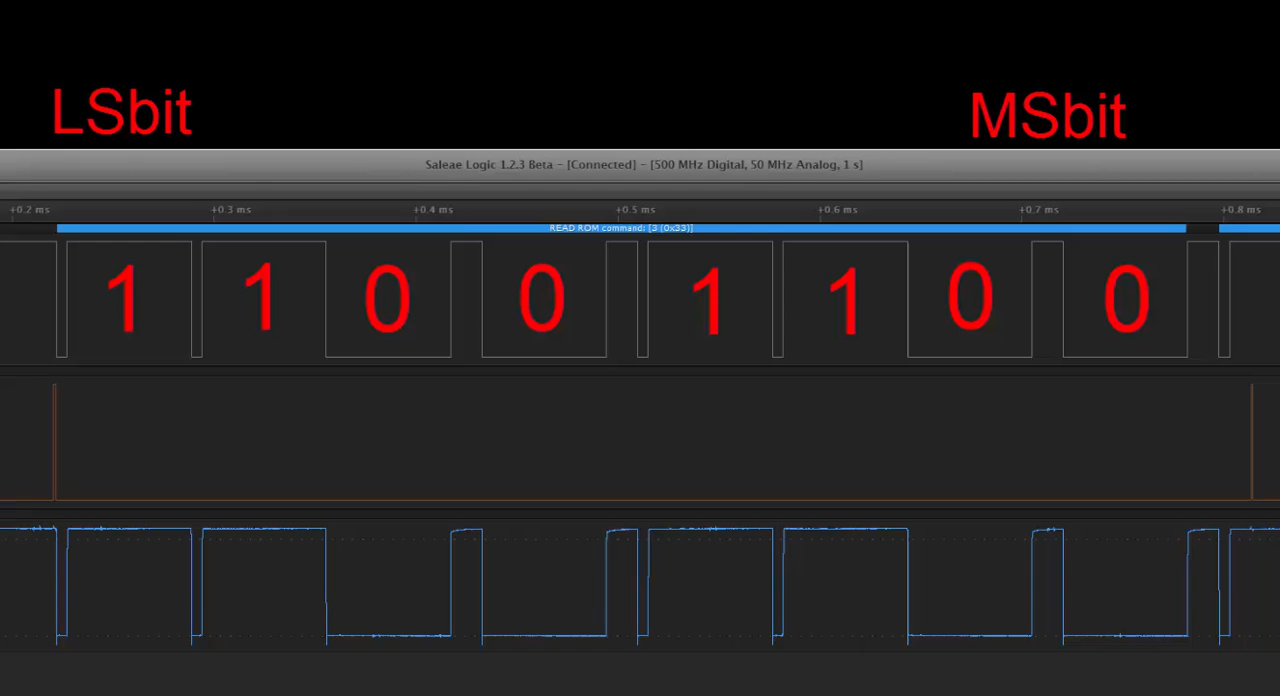 LSbit MSbit
Saleae Logic 1.2.3 Beta - [Connected] - [500 MHz Digital, 50 MHz Analog, 1 s]
+0.2 ms +0.3 ms +0.4 ms +0.5 ms +0.6 ms +0.7 ms +0.8 ms
READ ROM command: [3 (0x33)]
1 1 0 0 1 1 0 0